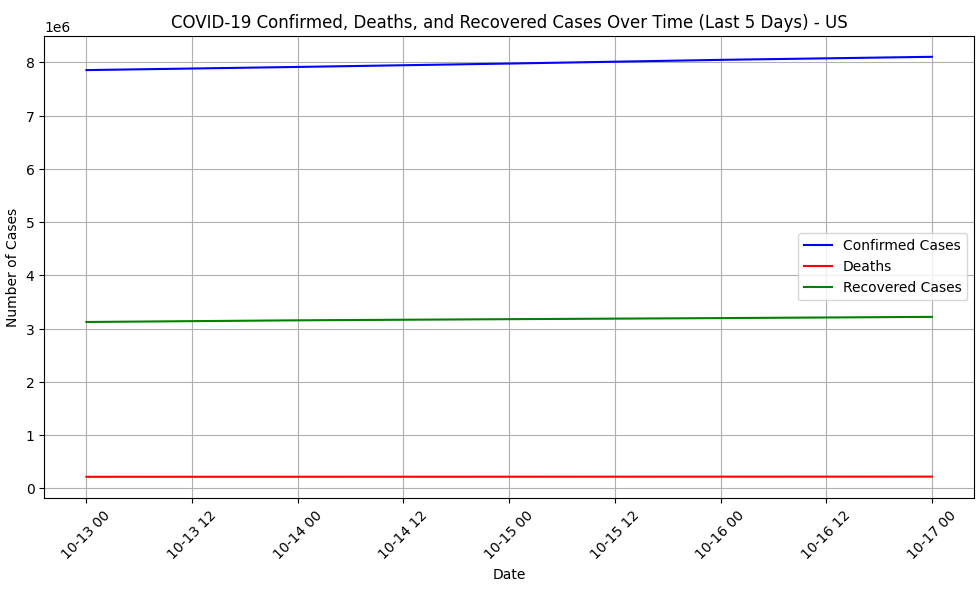 COVID-19 Confirmed, Deaths, and Recovered Cases Over Time (Last 5 Days) - US
1e6
8
7
6
5
4
3
2
1
0
Number of Cases
Confirmed Cases
Deaths
Recovered Cases
10-13 00
10-13 12
10-14 00
10-14 12
10-15 00
10-15 12
10-16 00
10-16 12
10-17 00
Date